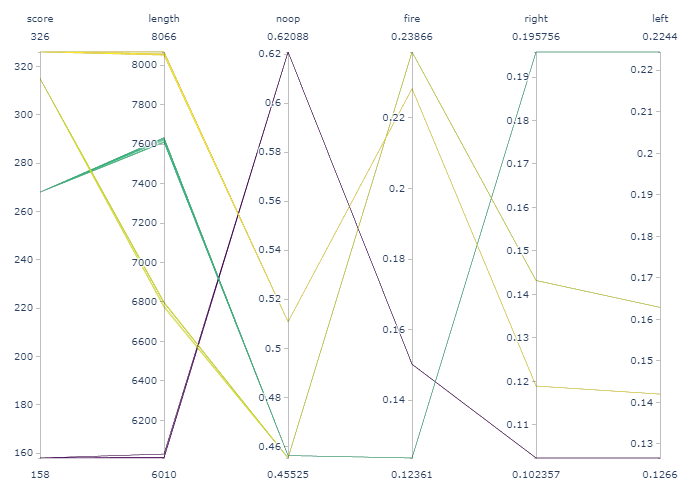 score length noop fire right left
326 8066 0.62088 0.23866 0.195756 0.2244
320 300 280 260 240 220 200 180 160
8000 7800 7600 7400 7200 7000 6800 6600 6400 6200
0.62 0.6 0.58 0.56 0.54 0.52 0.5 0.48 0.46
0.22 0.2 0.18 0.16 0.14
0.19 0.18 0.17 0.16 0.15 0.14 0.13 0.12 0.11
0.22 0.21 0.2 0.19 0.18 0.17 0.16 0.15 0.14 0.13
158 6010 0.45525 0.12361 0.102357 0.1266